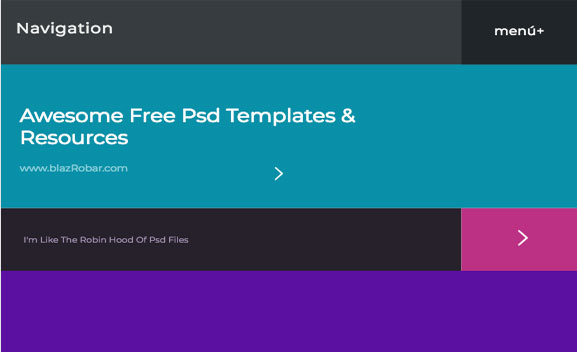 Navigation
menú+
Awesome Free Psd Templates &
Resources
www.blazRobar.com
I'm Like The Robin Hood Of Psd Files